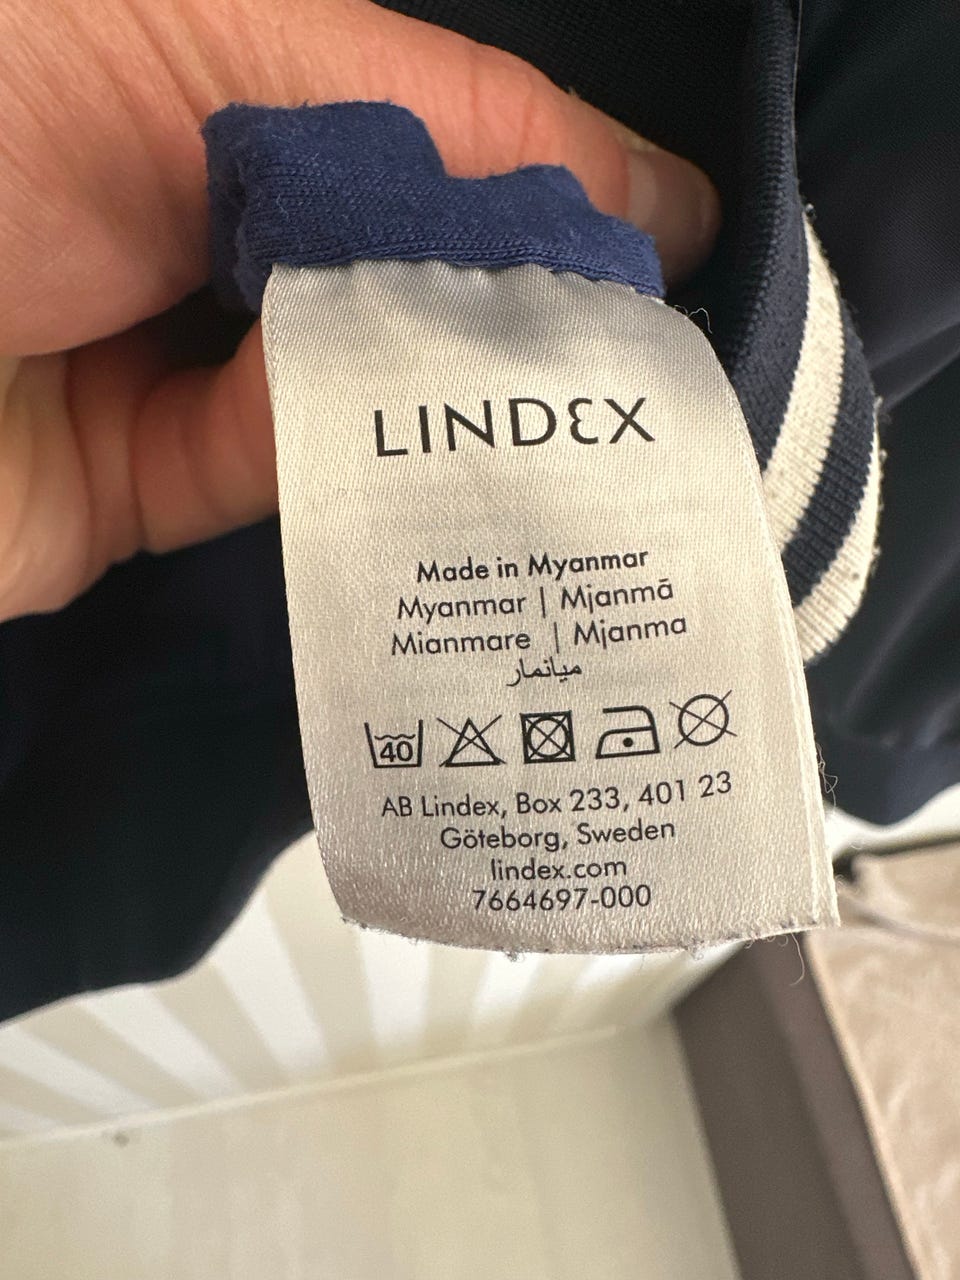 LINDEX
Made in Myanmar
Myanmar | Mjanmā
Mianmare | Mjanma
ميانمار
40
AB Lindex, Box 233, 401 23
Göteborg, Sweden
lindex.com
7664697-000